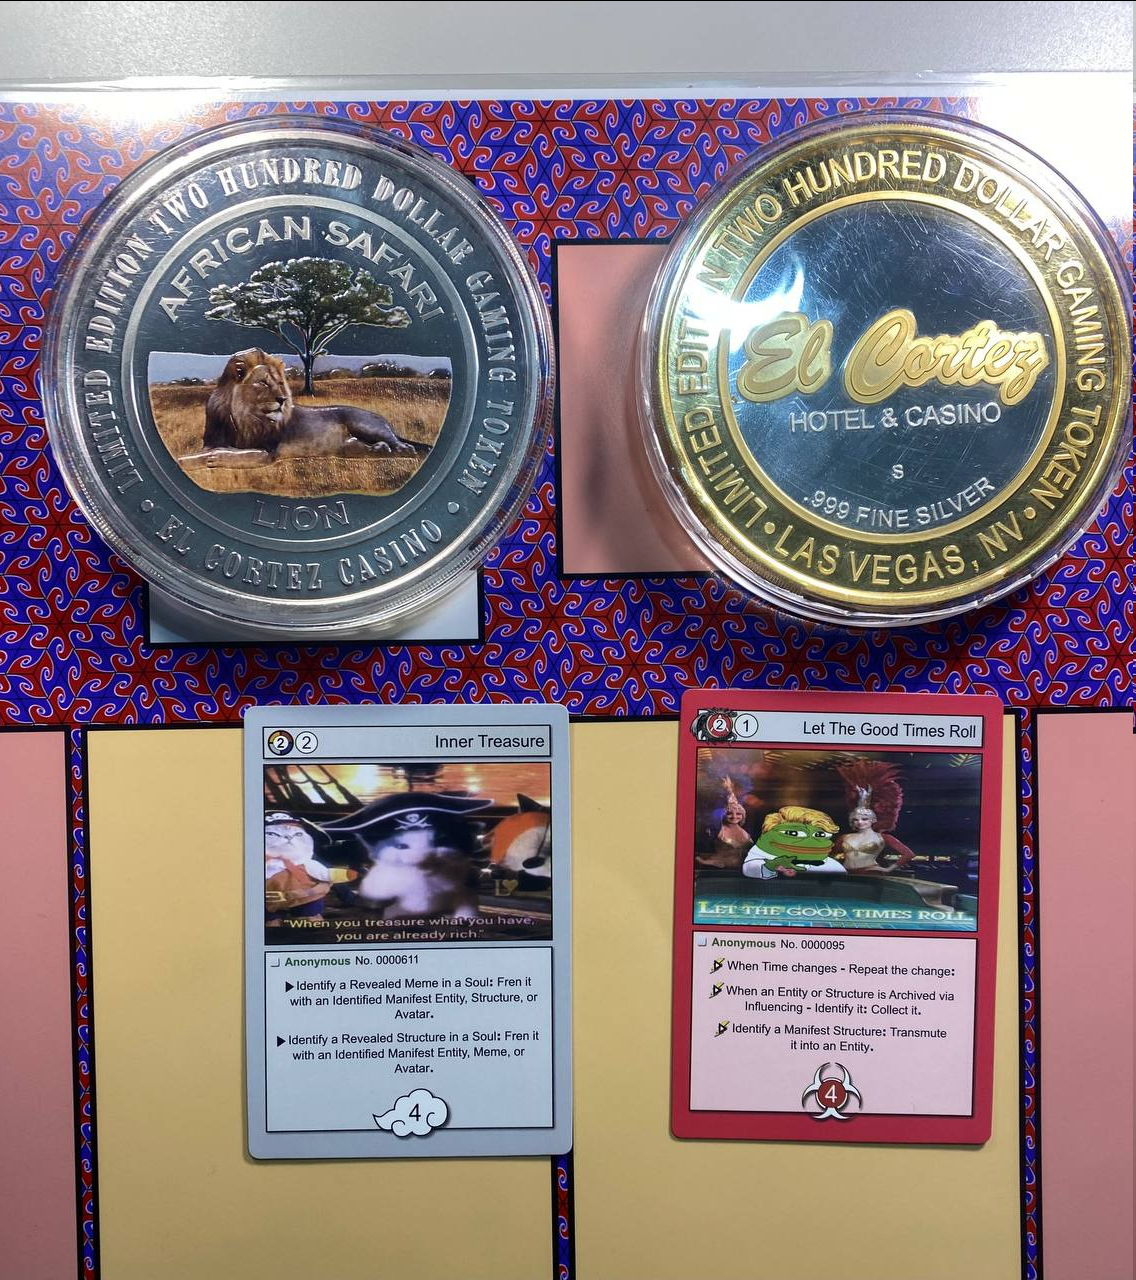 LIMITED EDITION TWO HUNDRED DOLLAR GAMING TOKEN
AFRICAN SAFARI
LION
• EL CORTEZ CASINO •
LIMITED EDITION TWO HUNDRED DOLLAR GAMING TOKEN
El Cortez
HOTEL & CASINO
S
.999 FINE SILVER
• LAS VEGAS, NV •
2 2 Inner Treasure
"When you treasure what you have,
you are already rich."
Anonymous No. 0000611
Identify a Revealed Meme in a Soul: Fren it
with an Identified Manifest Entity, Structure, or
Avatar.
Identify a Revealed Structure in a Soul: Fren it
with an Identified Manifest Entity, Meme, or
Avatar.
4
2 1 Let The Good Times Roll
LET THE GOOD TIMES ROLL
Anonymous No. 0000095
When Time changes - Repeat the change:
When an Entity or Structure is Archived via
Influencing - Identify it: Collect it.
Identify a Manifest Structure: Transmute
it into an Entity.
4